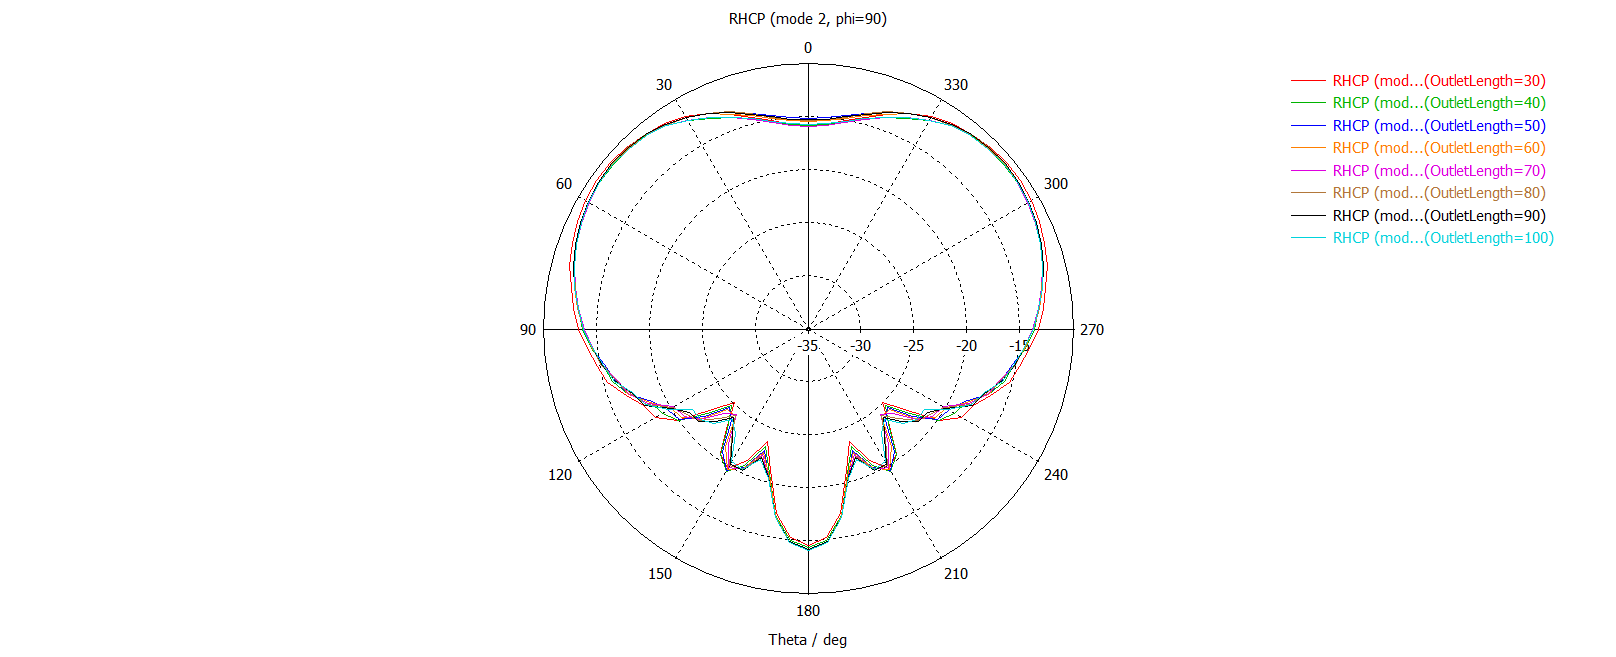 RHCP (mode 2, phi=90)
0
30
330
60
300
90
270
-35
-30
-25
-20
-15
120
240
150
210
180
Theta / deg
RHCP (mod...(OutletLength=30)
RHCP (mod...(OutletLength=40)
RHCP (mod...(OutletLength=50)
RHCP (mod...(OutletLength=60)
RHCP (mod...(OutletLength=70)
RHCP (mod...(OutletLength=80)
RHCP (mod...(OutletLength=90)
RHCP (mod...(OutletLength=100)